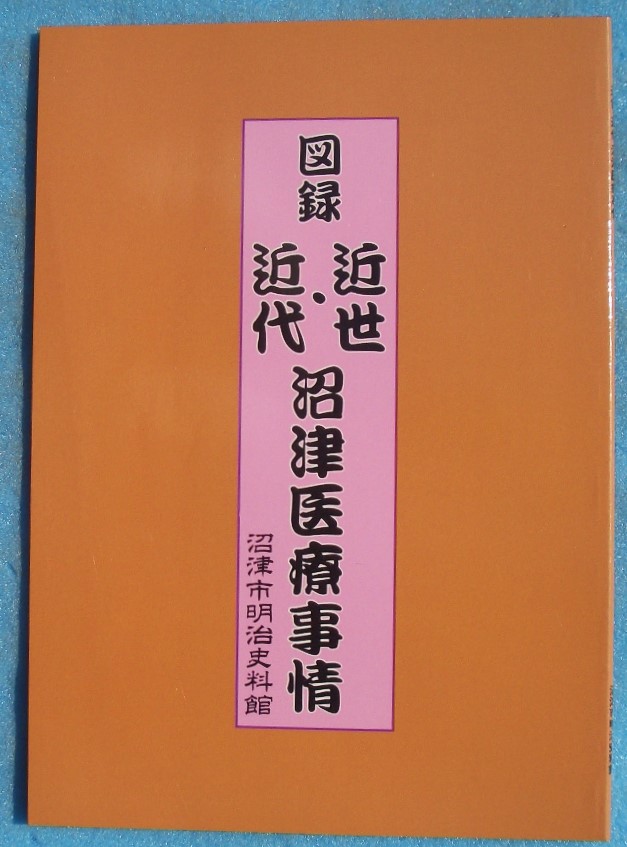 図録
近世・近代
沼津医療事情
沼津市明治史料館